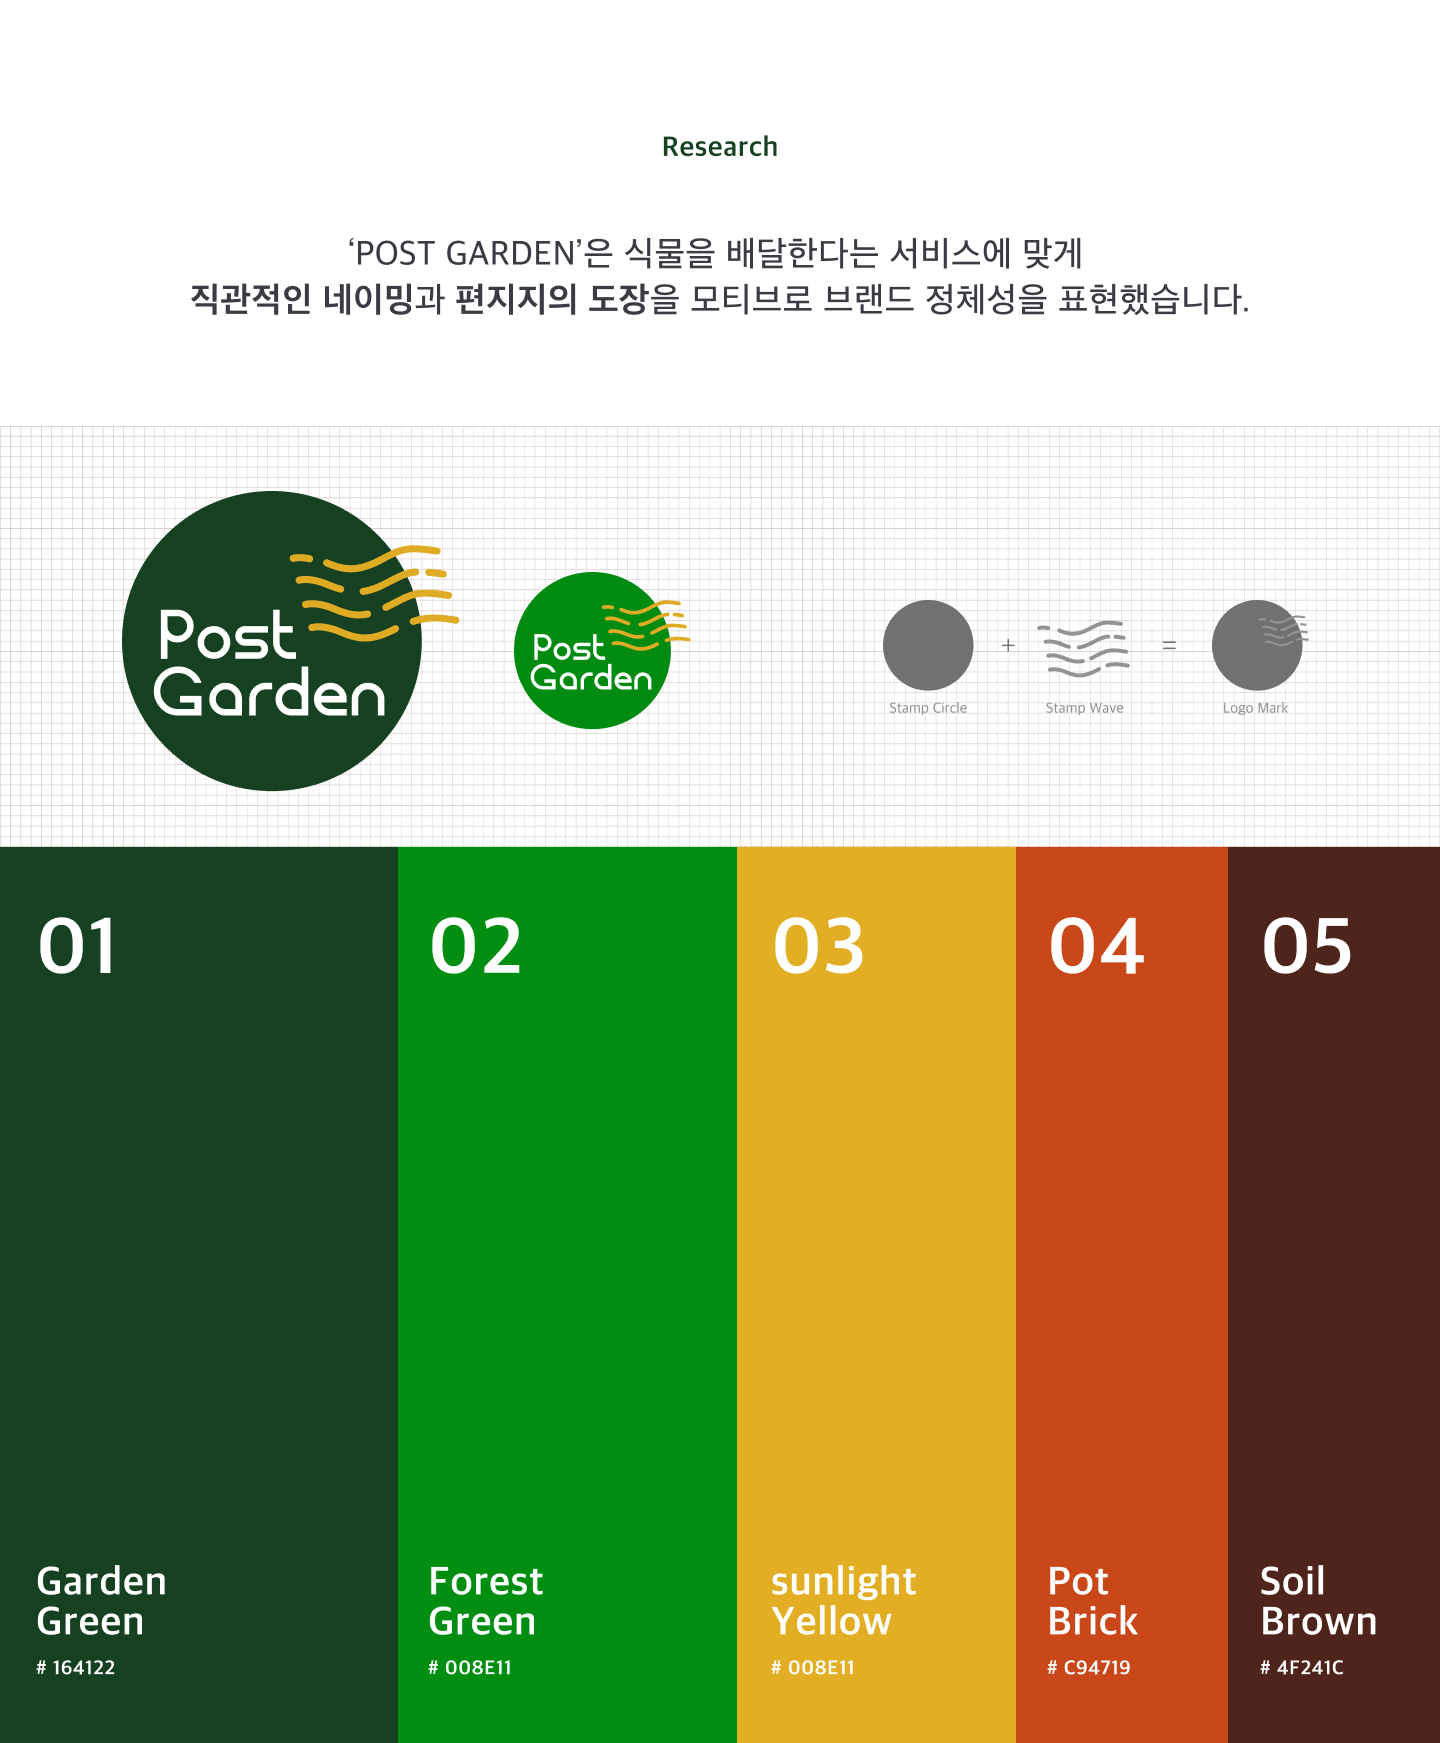 Research
‘POST GARDEN’은 식물을 배달한다는 서비스에 맞게
직관적인 네이밍과 편지지의 도장을 모티브로 브랜드 정체성을 표현했습니다.
Post
Garden
Post
Garden
+
=
Stamp Circle
Stamp Wave
Logo Mark
01
02
03
04
05
Garden
Green
# 164122
Forest
Green
# 008E11
sunlight
Yellow
# 008E11
Pot
Brick
# C94719
Soil
Brown
# 4F241C